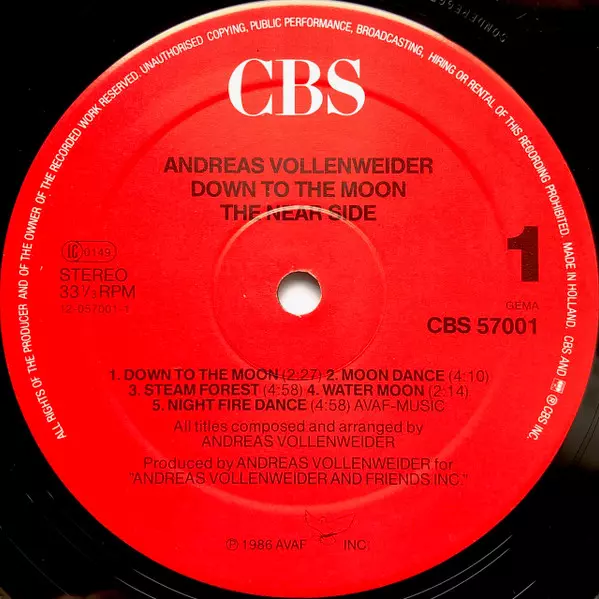 ALL RIGHTS OF THE PRODUCER AND OF THE OWNER OF THE RECORDED WORK RESERVED. UNAUTHORISED COPYING, PUBLIC PERFORMANCE, BROADCASTING, HIRING OR RENTAL OF THIS RECORDING PROHIBITED. MADE IN HOLLAND. CBS AND ® CBS INC.
CBS
ANDREAS VOLLENWEIDER
DOWN TO THE MOON
THE NEAR SIDE
LC 0149
STEREO
33 1/3 RPM
12-057001-1
1
GEMA
CBS 57001
1. DOWN TO THE MOON (2:27) 2. MOON DANCE (4:10)
3. STEAM FOREST (4:58) 4. WATER MOON (2:14)
5. NIGHT FIRE DANCE (4:58) AVAF-MUSIC
All titles composed and arranged by
ANDREAS VOLLENWEIDER
Produced by ANDREAS VOLLENWEIDER for
"ANDREAS VOLLENWEIDER AND FRIENDS INC."
℗ 1986 AVAF INC.